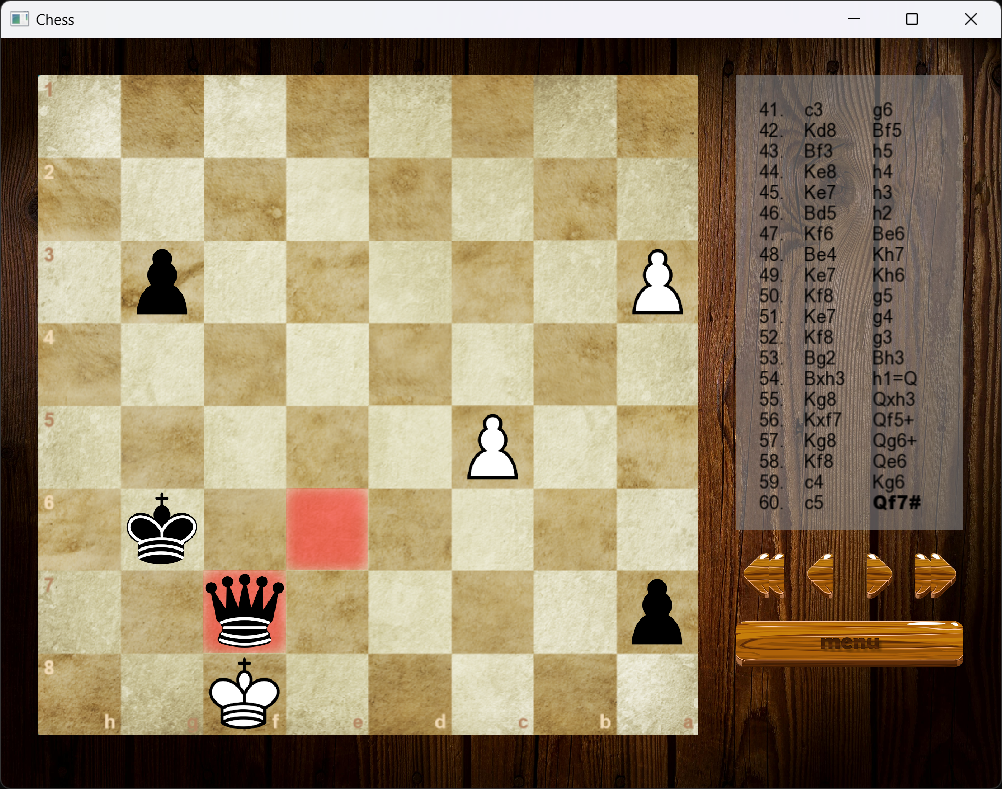 Chess
1
2
3
4
5
6
7
8
h g f e d c b a
41. c3 g6
42. Kd8 Bf5
43. Bf3 h5
44. Ke8 h4
45. Ke7 h3
46. Bd5 h2
47. Kf6 Be6
48. Be4 Kh7
49. Ke7 Kh6
50. Kf8 g5
51. Ke7 g4
52. Kf8 g3
53. Bg2 Bh3
54. Bxh3 h1=Q
55. Kg8 Qxh3
56. Kxf7 Qf5+
57. Kg8 Qg6+
58. Kf8 Qe6
59. c4 Kg6
60. c5 Qf7#
menu